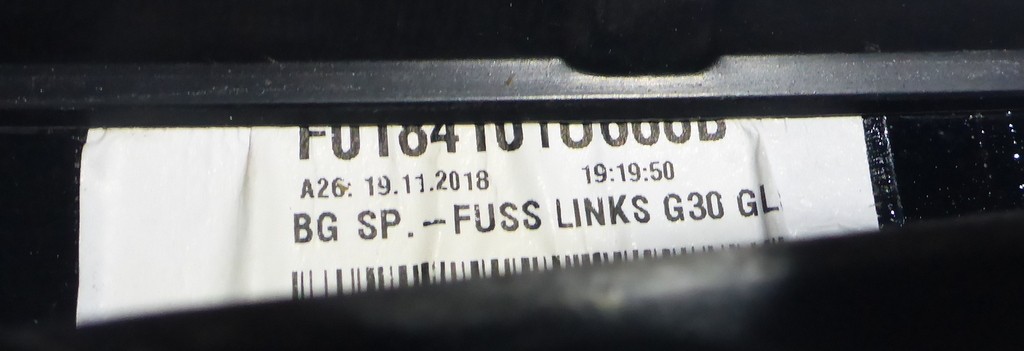 A26: 19.11.2018 19:19:50
BG SP.-FUSS LINKS G30 GL